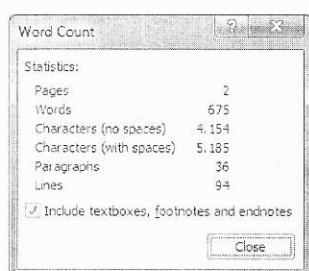 Word Count
Statistics:
Pages 2
Words 675
Characters (no spaces) 4.154
Characters (with spaces) 5.185
Paragraphs 36
Lines 94
Include textboxes, footnotes and endnotes
Close